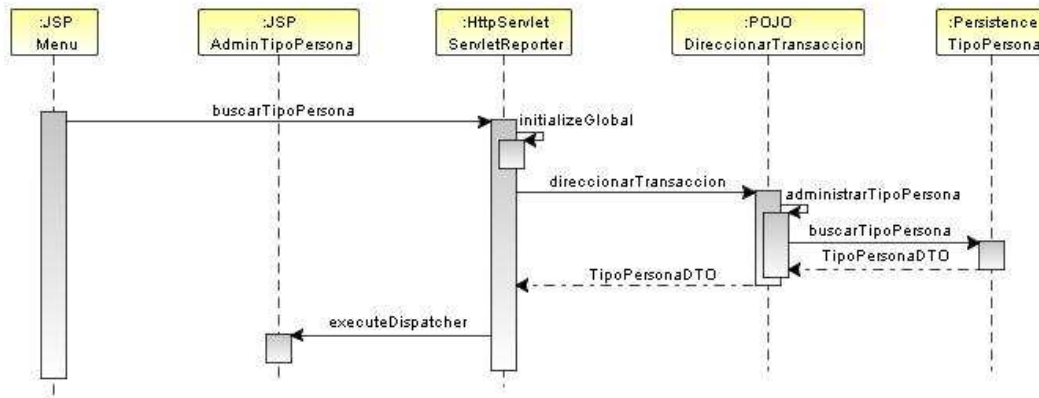 :JSP
Menu
:JSP
AdminTipoPersona
:HttpServlet
ServletReporter
:POJO
DireccionarTransaccion
:Persistence
TipoPersona
buscarTipoPersona
initializeGlobal
direccionarTransaccion
administrarTipoPersona
buscarTipoPersona
TipoPersonaDTO
TipoPersonaDTO
executeDispatcher